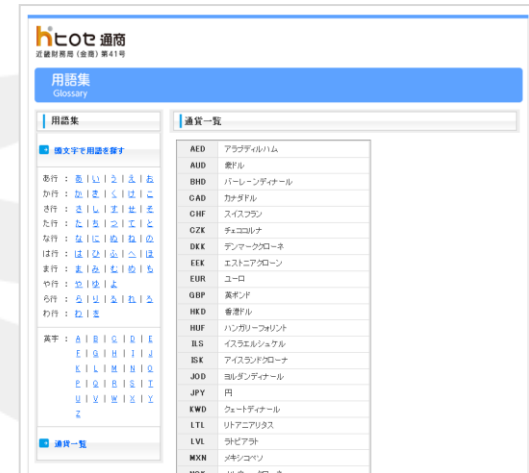 ヒロセ通商
近畿財務局(金商)第41号
用語集
Glossary
用語集
頭文字で用語を探す
あ行 : あ | い | う | え | お
か行 : か | き | く | け | こ
さ行 : さ | し | す | せ | そ
た行 : た | ち | つ | て | と
な行 : な | に | ぬ | ね | の
は行 : は | ひ | ふ | へ | ほ
ま行 : ま | み | む | め | も
や行 : や | ゆ | よ
ら行 : ら | り | る | れ | ろ
わ行 : わ | を
英字 : A | B | C | D | E
F | G | H | I | J
K | L | M | N | O
P | Q | R | S | T
U | V | W | X | Y
Z
通貨一覧
通貨一覧
AED アラブディルハム
AUD 豪ドル
BHD バーレーンディナール
CAD カナダドル
CHF スイスフラン
CZK チェココルナ
DKK デンマーククローネ
EEK エストニアクローン
EUR ユーロ
GBP 英ポンド
HKD 香港ドル
HUF ハンガリーフォリント
ILS イスラエルシュケル
ISK アイスランドクローナ
JOD ヨルダンディナール
JPY 円
KWD クェートディナール
LTL リトアニアリタス
LVL ラトビアラト
MXN メキシコペソ